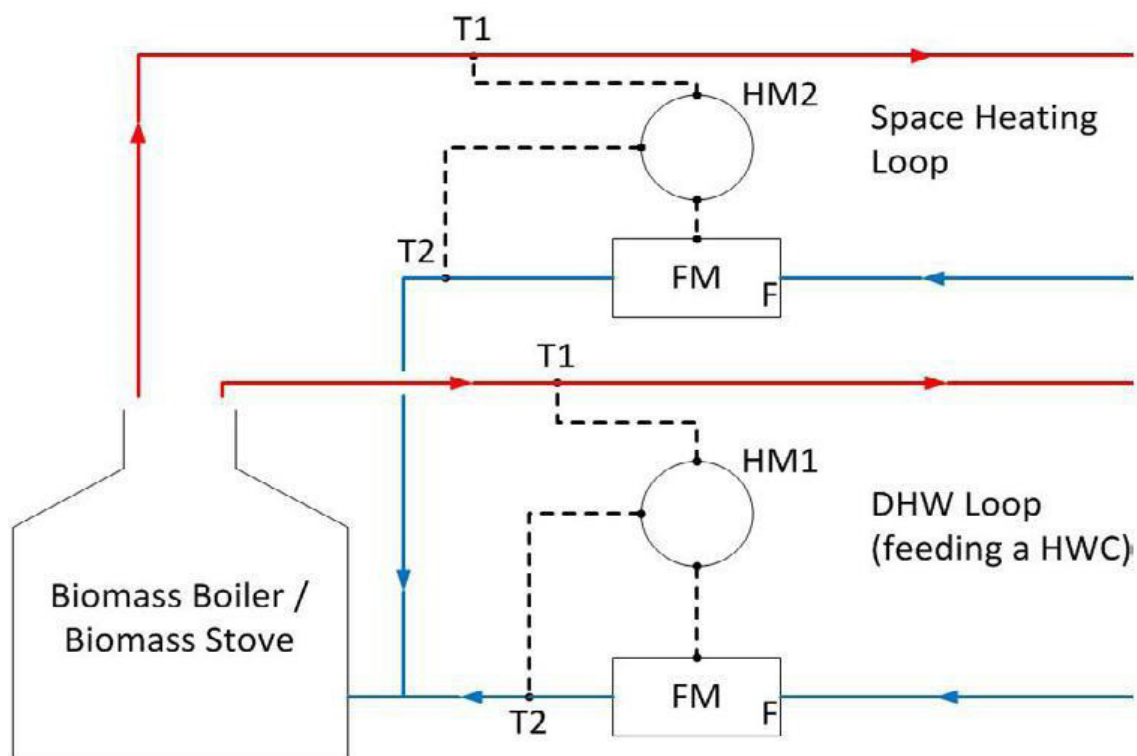 T1
HM2
Space Heating
Loop
T2
FM
F
T1
HM1
DHW Loop
(feeding a HWC)
Biomass Boiler /
Biomass Stove
FM
F
T2